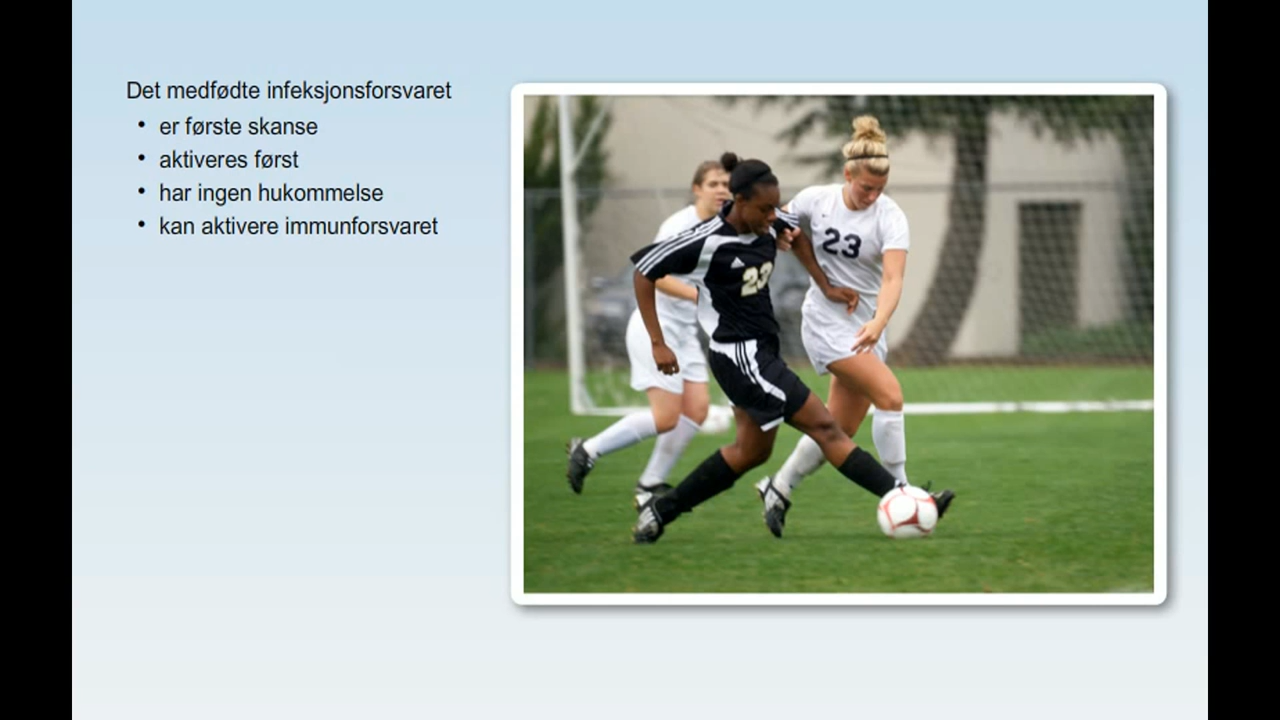 Det medfødte infeksjonsforsvaret
• er første skanse
• aktiveres først
• har ingen hukommelse
• kan aktivere immunforsvaret
23
23